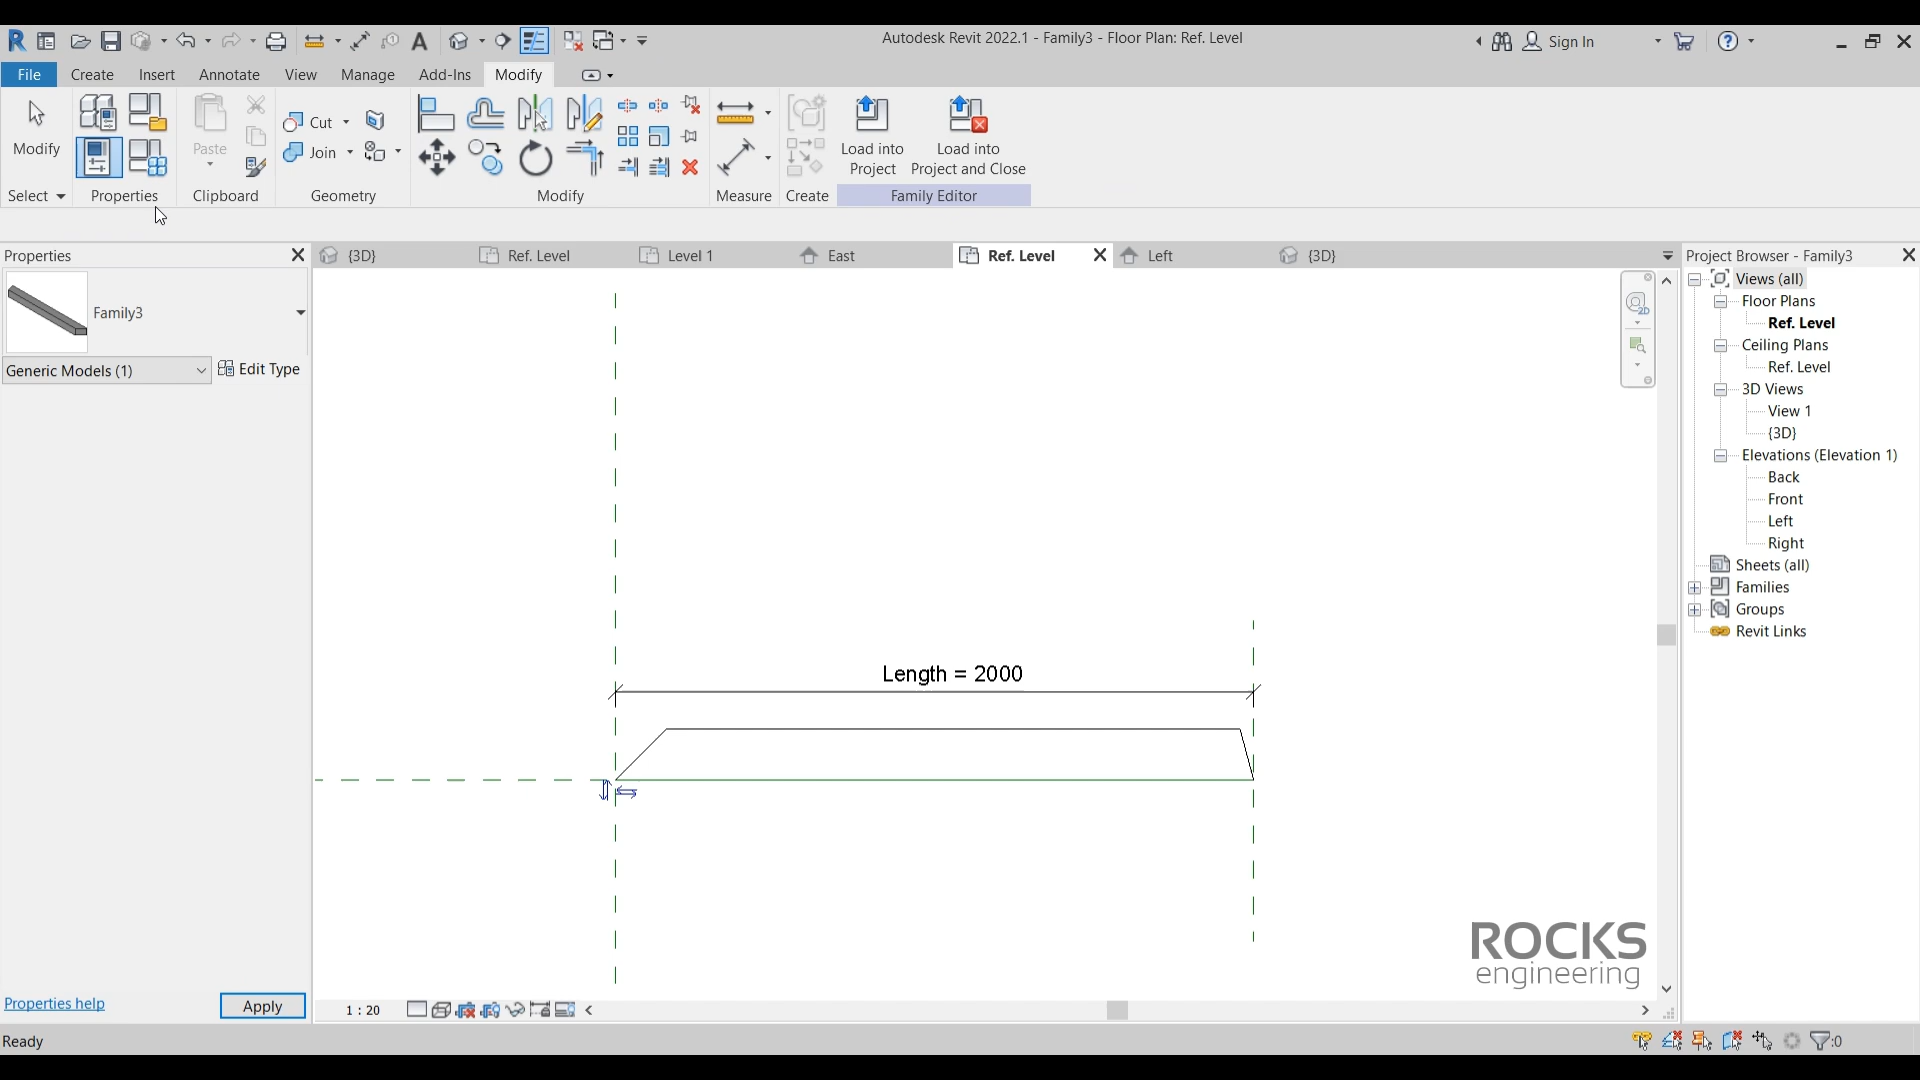 Autodesk Revit 2022.1 - Family3 - Floor Plan: Ref. Level
Sign In
File Create Insert Annotate View Manage Add-Ins Modify
Modify
Paste
Cut
Join
Load into
Project
Load into
Project and Close
Select Properties Clipboard Geometry Modify Measure Create Family Editor
Properties
Family3
Generic Models (1)
Edit Type
Properties help
Apply
{3D} Ref. Level Level 1 East Ref. Level Left {3D}
2D
Length = 2000
ROCKS
engineering
1 : 20
Project Browser - Family3
Views (all)
Floor Plans
Ref. Level
Ceiling Plans
Ref. Level
3D Views
View 1
{3D}
Elevations (Elevation 1)
Back
Front
Left
Right
Sheets (all)
Families
Groups
Revit Links
Ready
:0